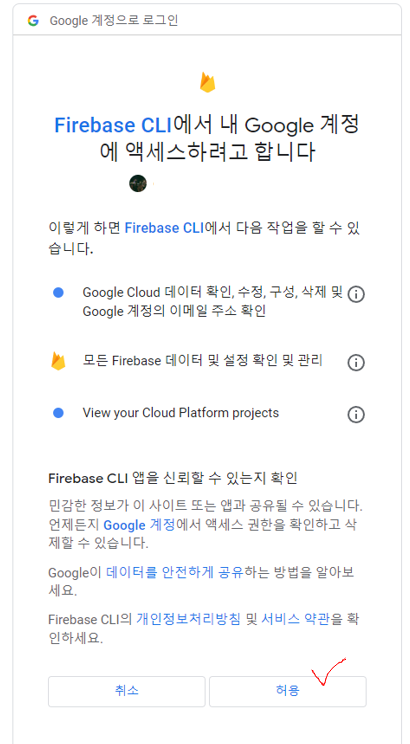 Google 계정으로 로그인
Firebase CLI에서 내 Google 계정
에 액세스하려고 합니다
이렇게 하면 Firebase CLI에서 다음 작업을 할 수 있
습니다.
Google Cloud 데이터 확인, 수정, 구성, 삭제 및
Google 계정의 이메일 주소 확인
모든 Firebase 데이터 및 설정 확인 및 관리
View your Cloud Platform projects
Firebase CLI 앱을 신뢰할 수 있는지 확인
민감한 정보가 이 사이트 또는 앱과 공유될 수 있습니다.
언제든지 Google 계정에서 액세스 권한을 확인하고 삭
제할 수 있습니다.
Google이 데이터를 안전하게 공유하는 방법을 알아보
세요.
Firebase CLI의 개인정보처리방침 및 서비스 약관을 확
인하세요.
취소
허용